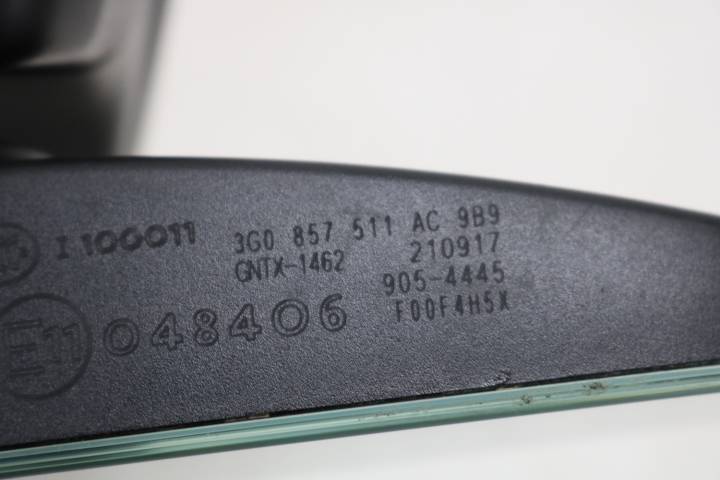 I 100011 3G0 857 511 AC 9B9
GNTX-1462 210917
905-4445
E11 048406 F00F4H5X